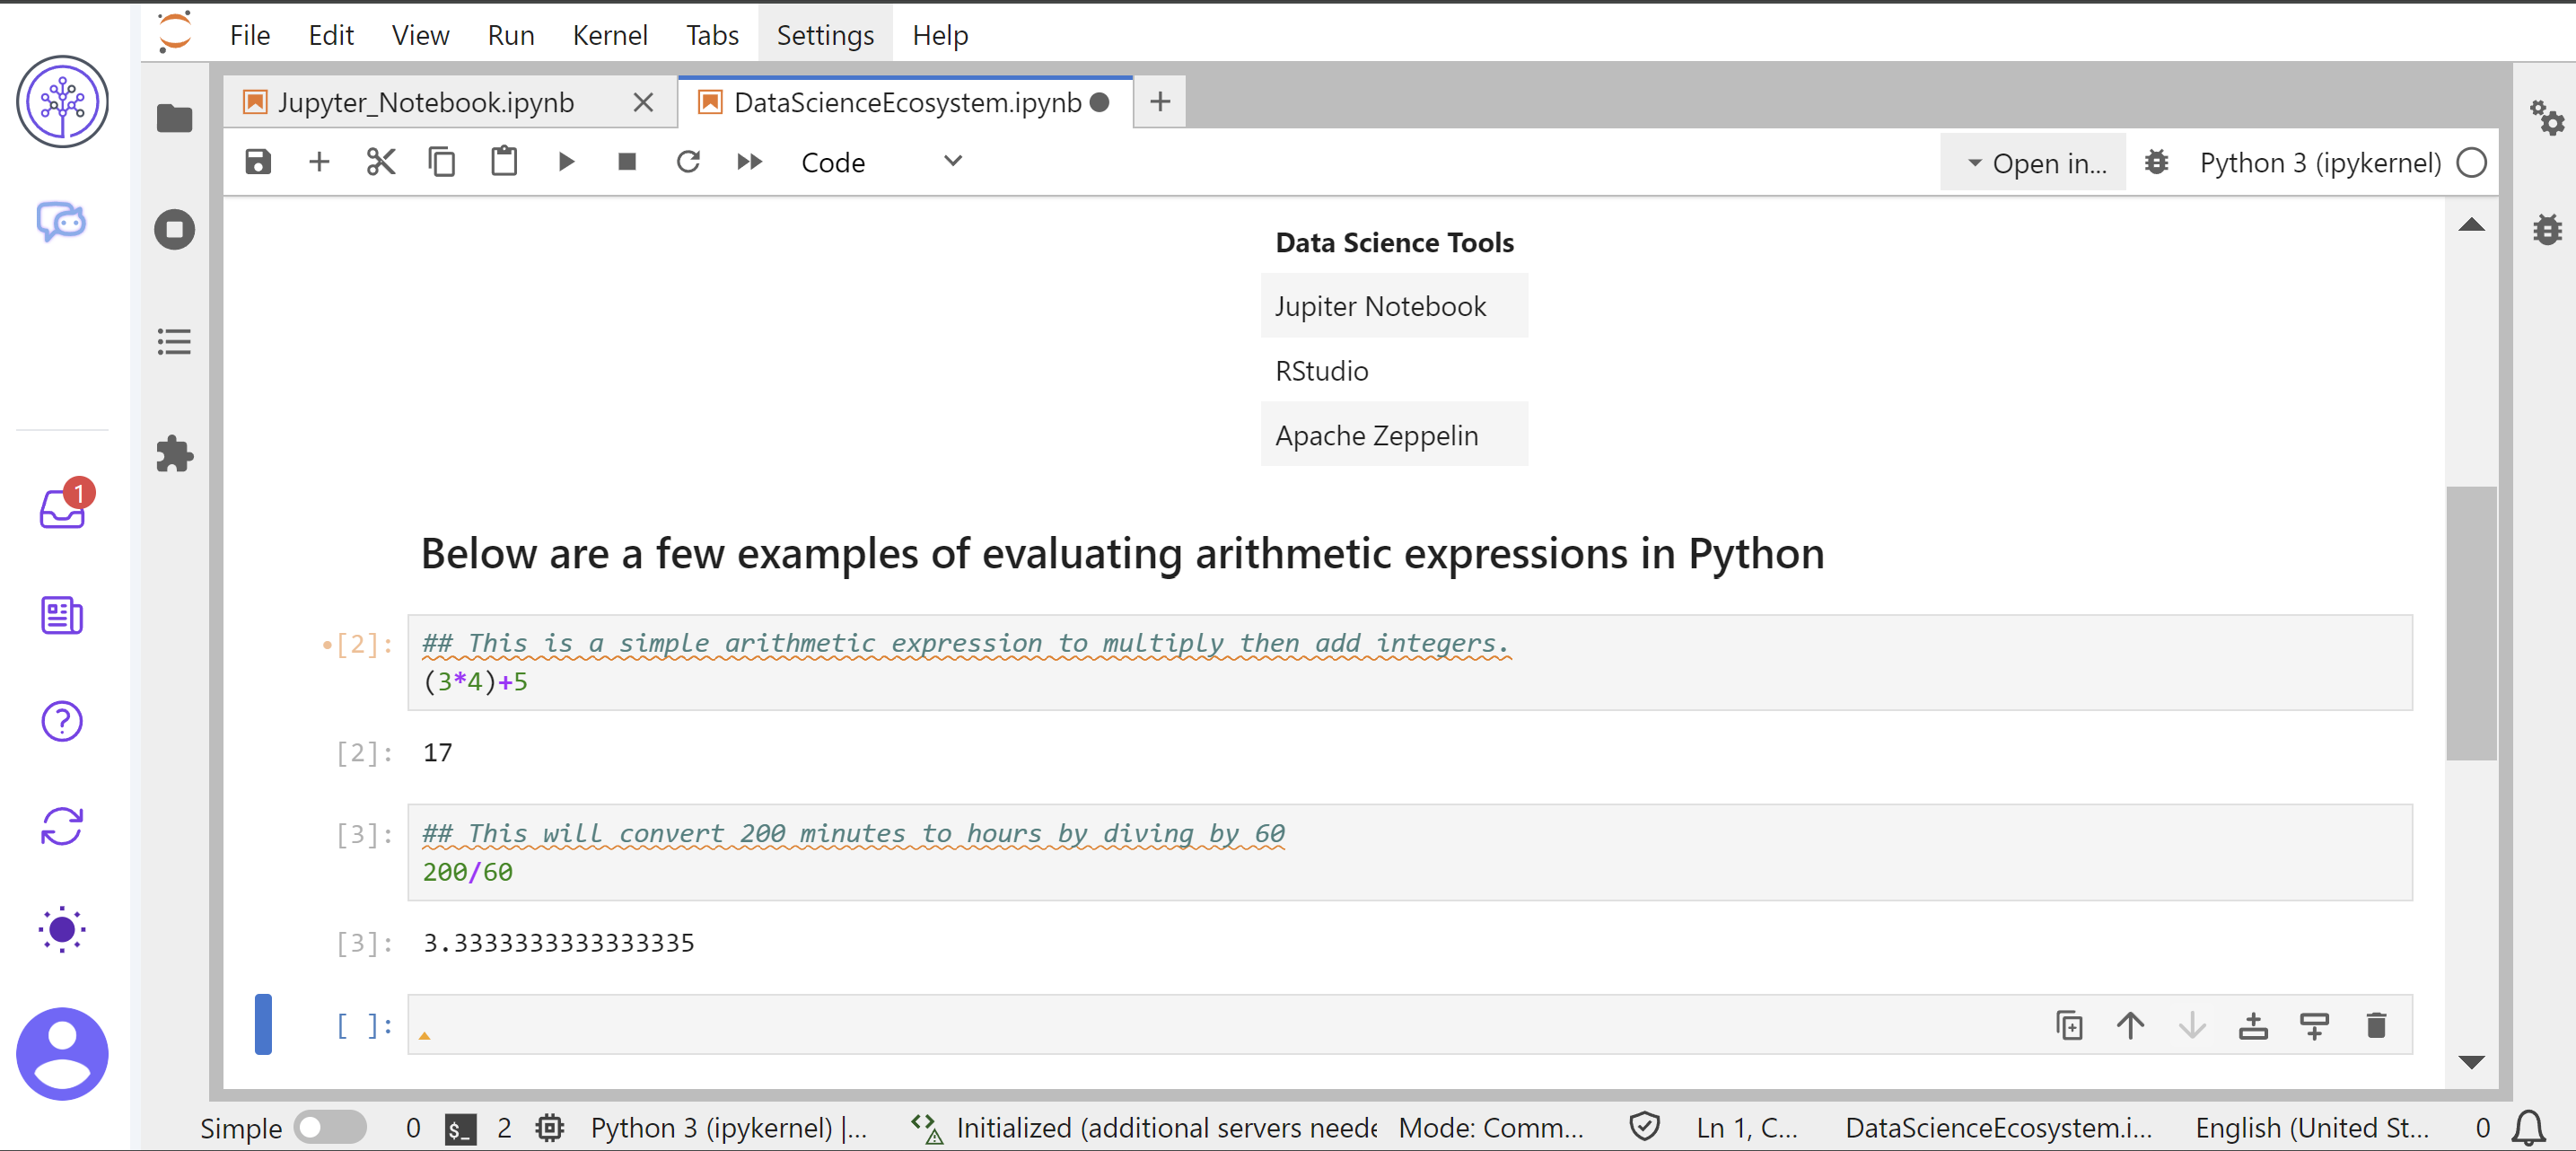 File Edit View Run Kernel Tabs Settings Help
Jupyter_Notebook.ipynb DataScienceEcosystem.ipynb
Code Open in... Python 3 (ipykernel)
Data Science Tools
Jupiter Notebook
RStudio
Apache Zeppelin
1
Below are a few examples of evaluating arithmetic expressions in Python
[2]: ## This is a simple arithmetic expression to multiply then add integers.
(3*4)+5
[2]: 17
[3]: ## This will convert 200 minutes to hours by diving by 60
200/60
[3]: 3.3333333333333335
[ ]:
Simple 0 $_ 2 Python 3 (ipykernel) |... Initialized (additional servers neede Mode: Comm... Ln 1, C... DataScienceEcosystem.i... English (United St... 0